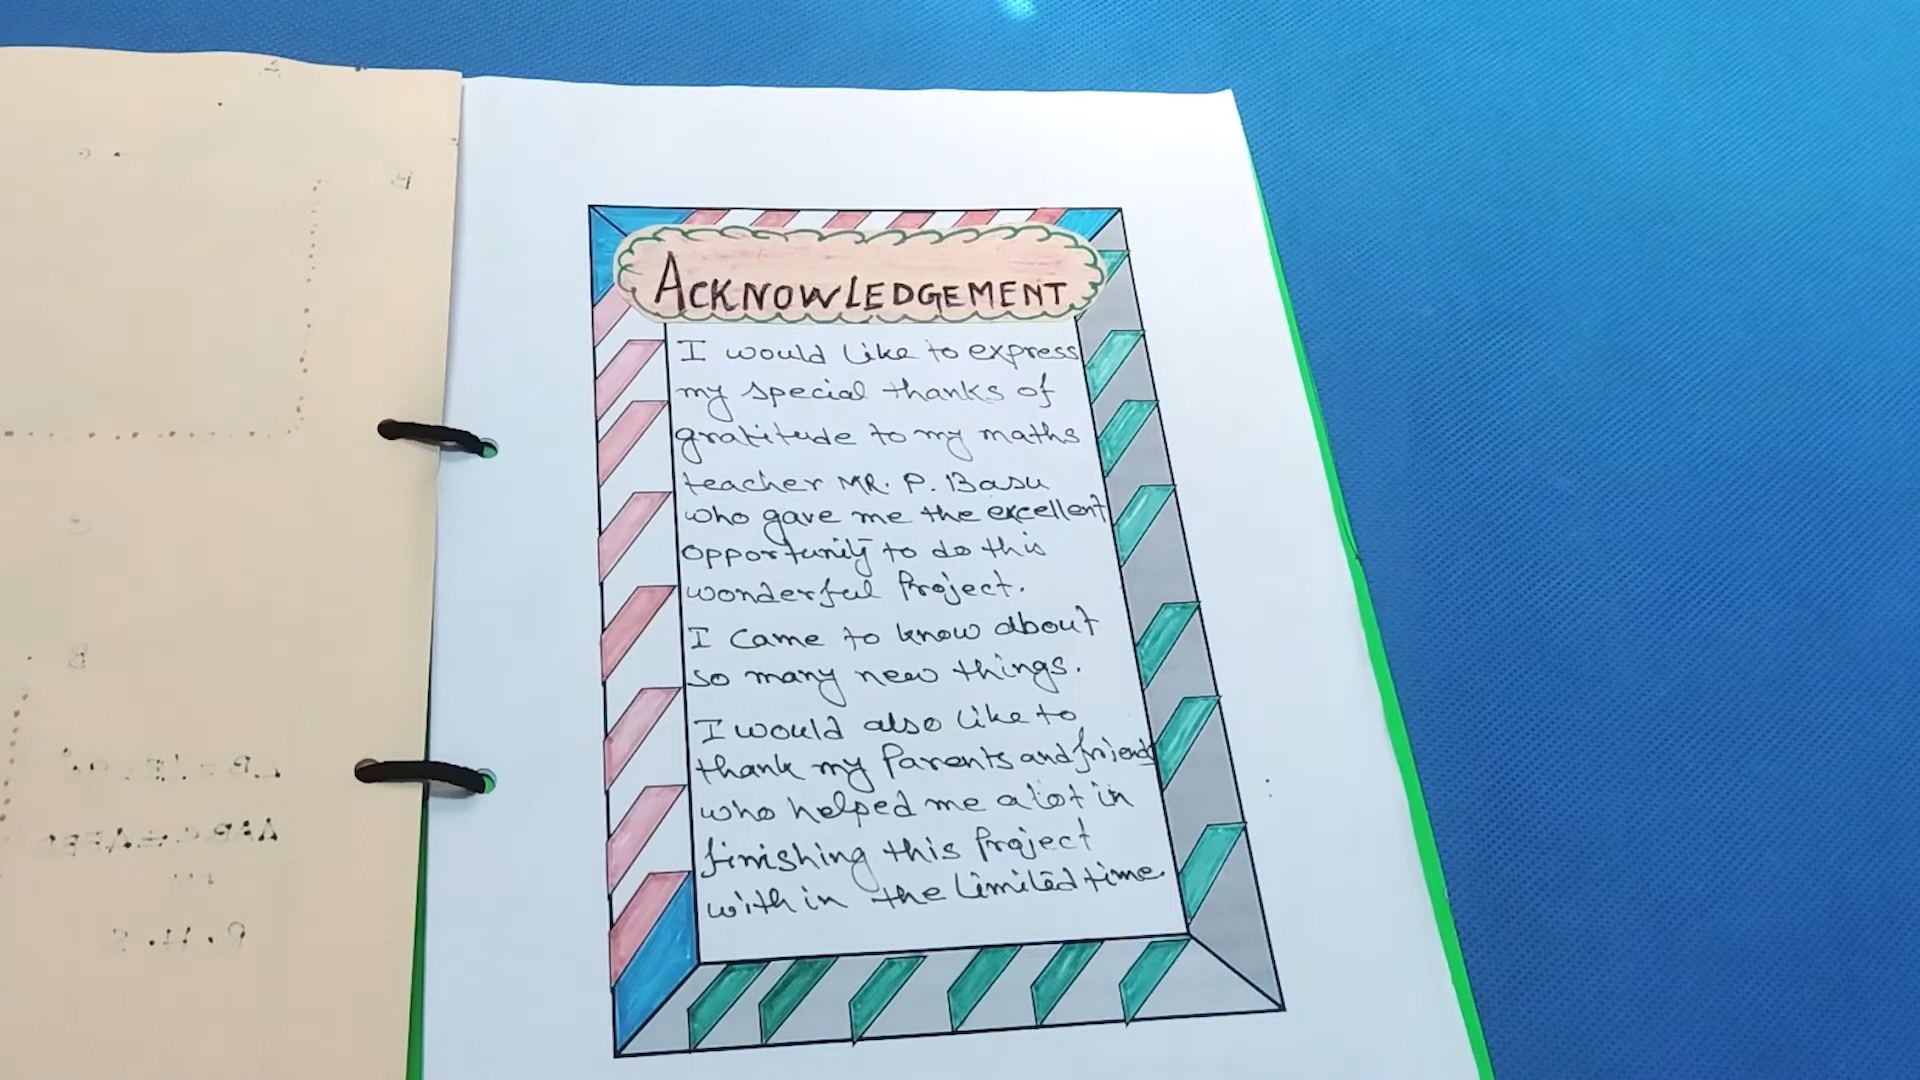 ACKNOWLEDGEMENT
I would like to express
my special thanks of
gratitude to my maths
teacher MR. P. Basu
who gave me the excellent
opportunity to do this
wonderful Project.
I came to know about
so many new things.
I would also like to
thank my Parents and friends
who helped me a lot in
finishing this Project
with in the limited time.